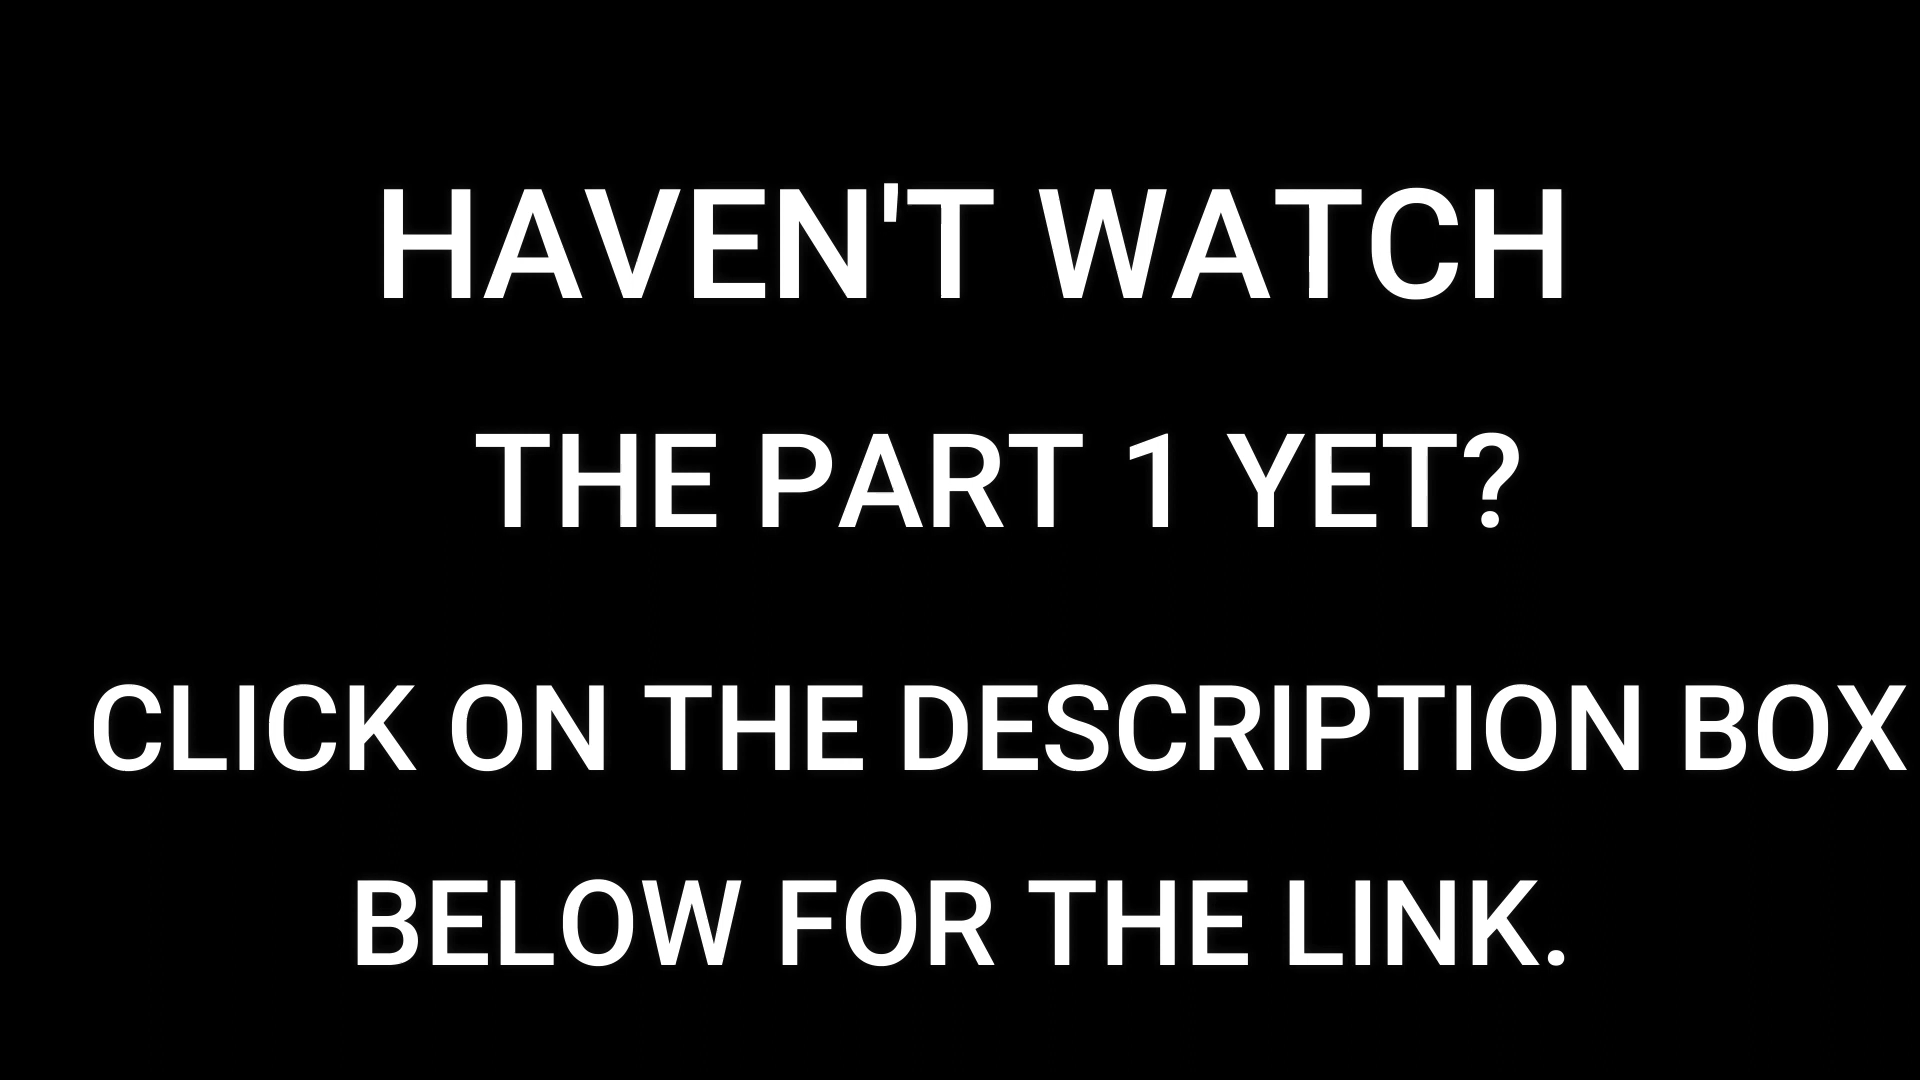 HAVEN'T WATCH
THE PART 1 YET?
CLICK ON THE DESCRIPTION BOX
BELOW FOR THE LINK.